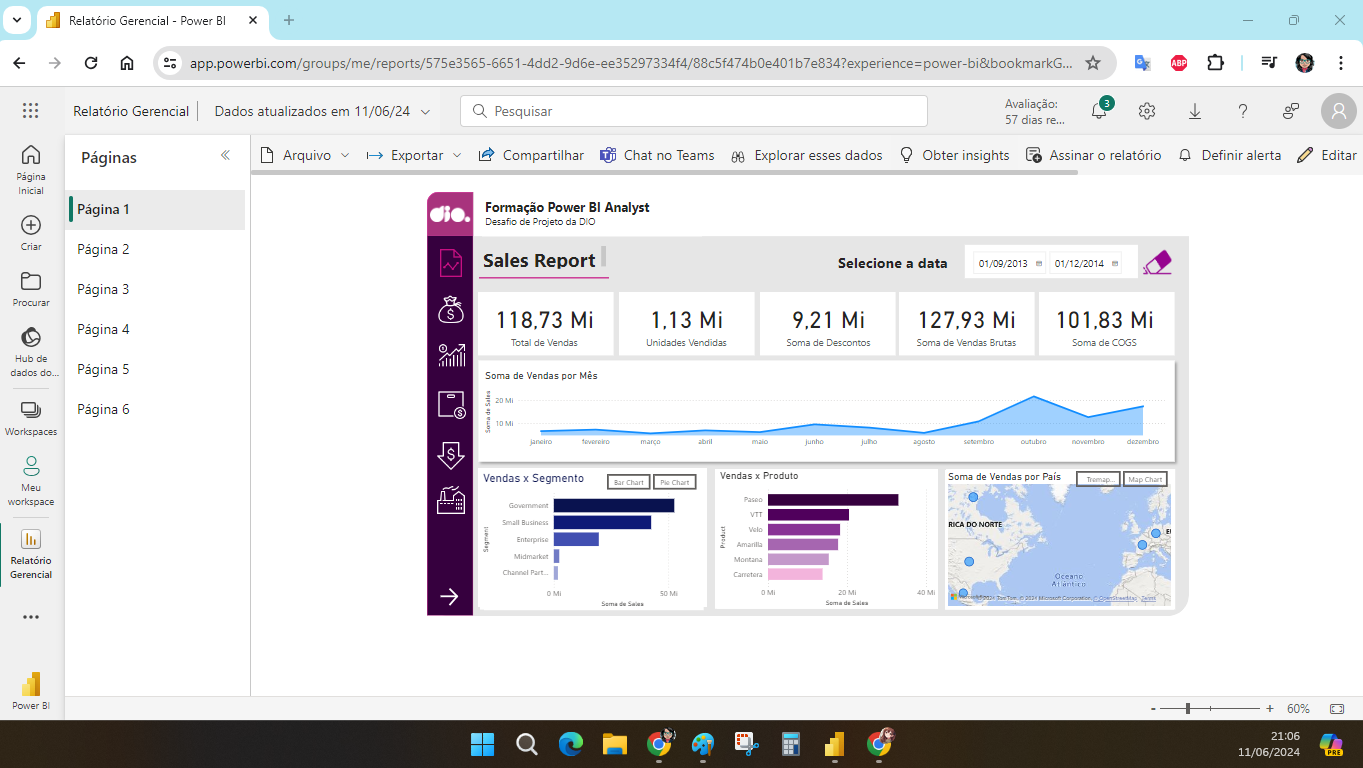 Relatório Gerencial - Power BI
app.powerbi.com/groups/me/reports/575e3565-6651-4dd2-9d6e-ee35297334f4/88c5f474b0e401b7e834?experience=power-bi&bookmarkG...
ABP
Relatório Gerencial
Dados atualizados em 11/06/24
Pesquisar
Avaliação:
57 dias re...
3
Páginas
Arquivo
Exportar
Compartilhar
Chat no Teams
Explorar esses dados
Obter insights
Assinar o relatório
Definir alerta
Editar
Página
Inicial
Criar
Procurar
Hub de
dados do...
Workspaces
Meu
workspace
Relatório
Gerencial
Power BI
Página 1
Página 2
Página 3
Página 4
Página 5
Página 6
DIO.
Formação Power BI Analyst
Desafio de Projeto da DIO
Sales Report
Selecione a data
01/09/2013
01/12/2014
118,73 Mi
Total de Vendas
1,13 Mi
Unidades Vendidas
9,21 Mi
Soma de Descontos
127,93 Mi
Soma de Vendas Brutas
101,83 Mi
Soma de COGS
Soma de Vendas por Mês
Soma de Sales
20 Mi
10 Mi
janeiro fevereiro março abril maio junho julho agosto setembro outubro novembro dezembro
Vendas x Segmento
Bar Chart
Pie Chart
Segment
Government
Small Business
Enterprise
Midmarket
Channel Part...
0 Mi 50 Mi
Soma de Sales
Vendas x Produto
Product
Paseo
VTT
Velo
Amarilla
Montana
Carretera
0 Mi 20 Mi 40 Mi
Soma de Sales
Soma de Vendas por País
Tremap...
Map Chart
RICA DO NORTE
Oceano
Atlântico
© 2024 TomTom, © 2024 Microsoft Corporation, © OpenStreetMap Terms
- + 60%
21:06
11/06/2024
PRE